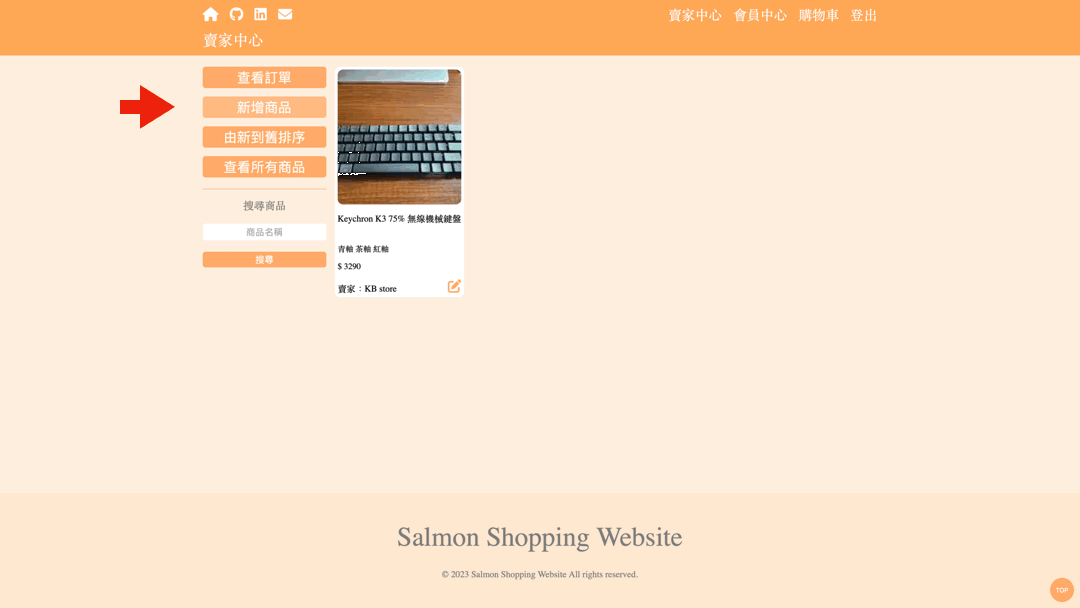 賣家中心 會員中心 購物車 登出
賣家中心
查看訂單
新增商品
由新到舊排序
查看所有商品
搜尋商品
商品名稱
搜尋
Keychron K3 75% 無線機械鍵盤
青軸 茶軸 紅軸
$ 3290
賣家：KB store
Salmon Shopping Website
© 2023 Salmon Shopping Website All rights reserved.
TOP